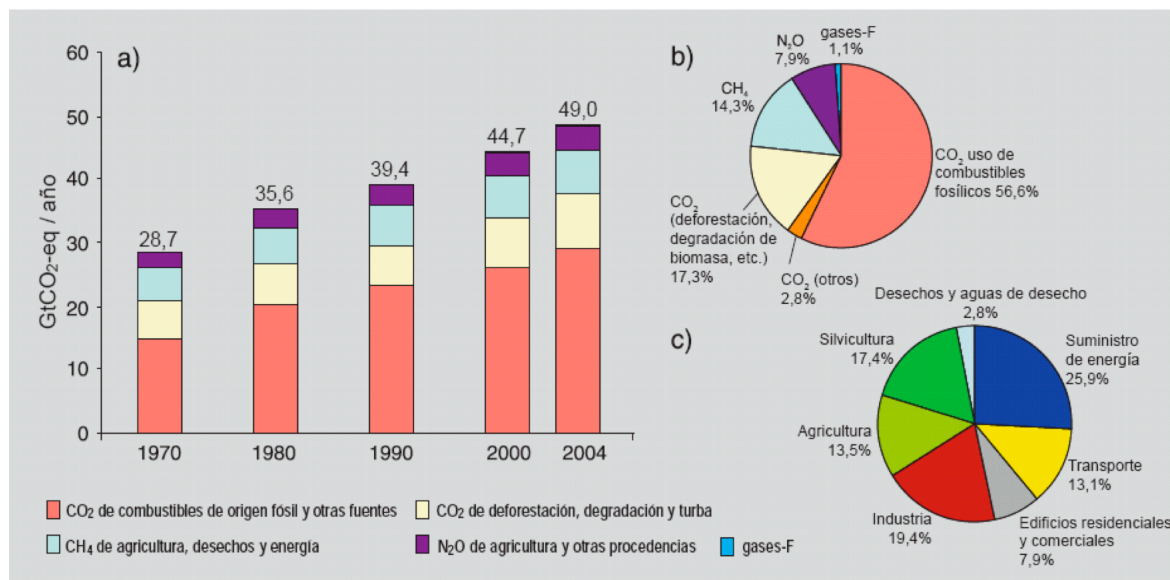 a)
GtCO₂-eq / año
60
50
40
30
20
10
0
28,7
35,6
39,4
44,7
49,0
1970
1980
1990
2000
2004
CO₂ de combustibles de origen fósil y otras fuentes
CO₂ de deforestación, degradación y turba
CH₄ de agricultura, desechos y energía
N₂O de agricultura y otras procedencias
gases-F
b)
gases-F
1,1%
N₂O
7,9%
CH₄
14,3%
CO₂ uso de
combustibles
fosílicos 56,6%
CO₂
(deforestación,
degradación de
biomasa, etc.)
17,3%
CO₂ (otros)
2,8%
c)
Desechos y aguas de desecho
2,8%
Silvicultura
17,4%
Suministro
de energía
25,9%
Agricultura
13,5%
Transporte
13,1%
Industria
19,4%
Edificios residenciales
y comerciales
7,9%